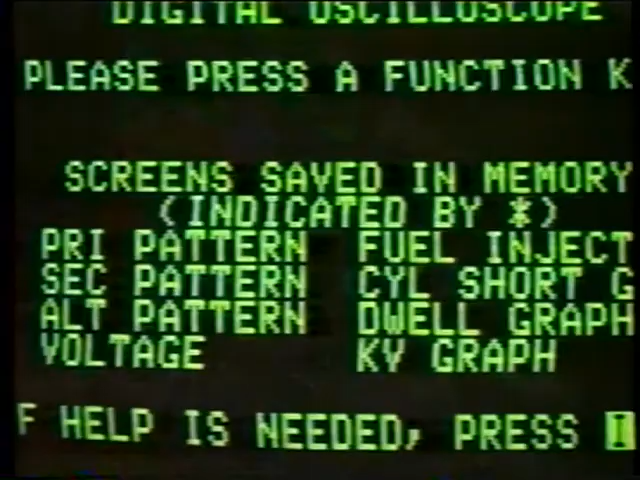 DIGITAL OSCILLOSCOPE
PLEASE PRESS A FUNCTION K
SCREENS SAVED IN MEMORY
(INDICATED BY *)
PRI PATTERN FUEL INJECT
SEC PATTERN CYL SHORT G
ALT PATTERN DWELL GRAPH
VOLTAGE KV GRAPH
F HELP IS NEEDED, PRESS I